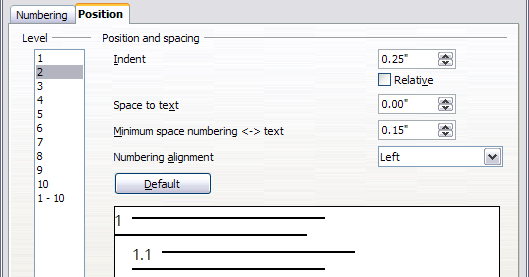 Numbering Position
Level Position and spacing
1
2
3
4
5
6
7
8
9
10
1 - 10
Indent 0.25"
Relative
Space to text 0.00"
Minimum space numbering <-> text 0.15"
Numbering alignment Left
Default
1
1.1